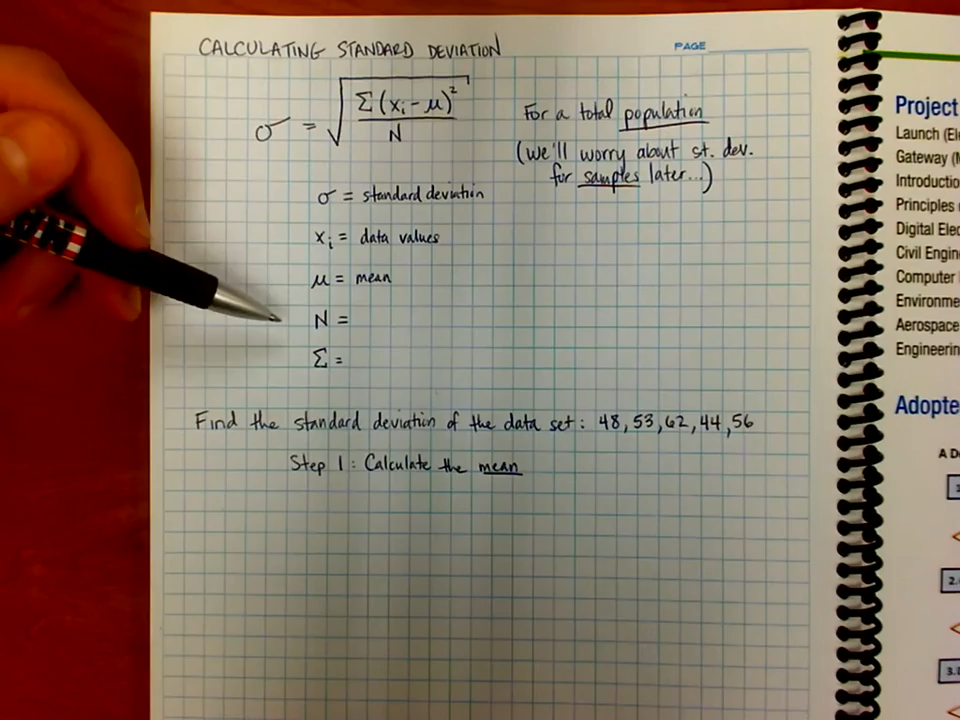 CALCULATING STANDARD DEVIATION
PAGE
σ = √ Σ(xᵢ - μ)² / N
For a total population
(we'll worry about st. dev.
for samples later...)
σ = standard deviation
xᵢ = data values
μ = mean
N =
Σ =
Find the standard deviation of the data set: 48, 53, 62, 44, 56
Step 1: Calculate the mean
Project
Launch (El
Gateway (M
Introductio
Principles
Digital Elec
Civil Engin
Computer
Environme
Aerospace
Engineerin
Adopte
A D
2.
3.